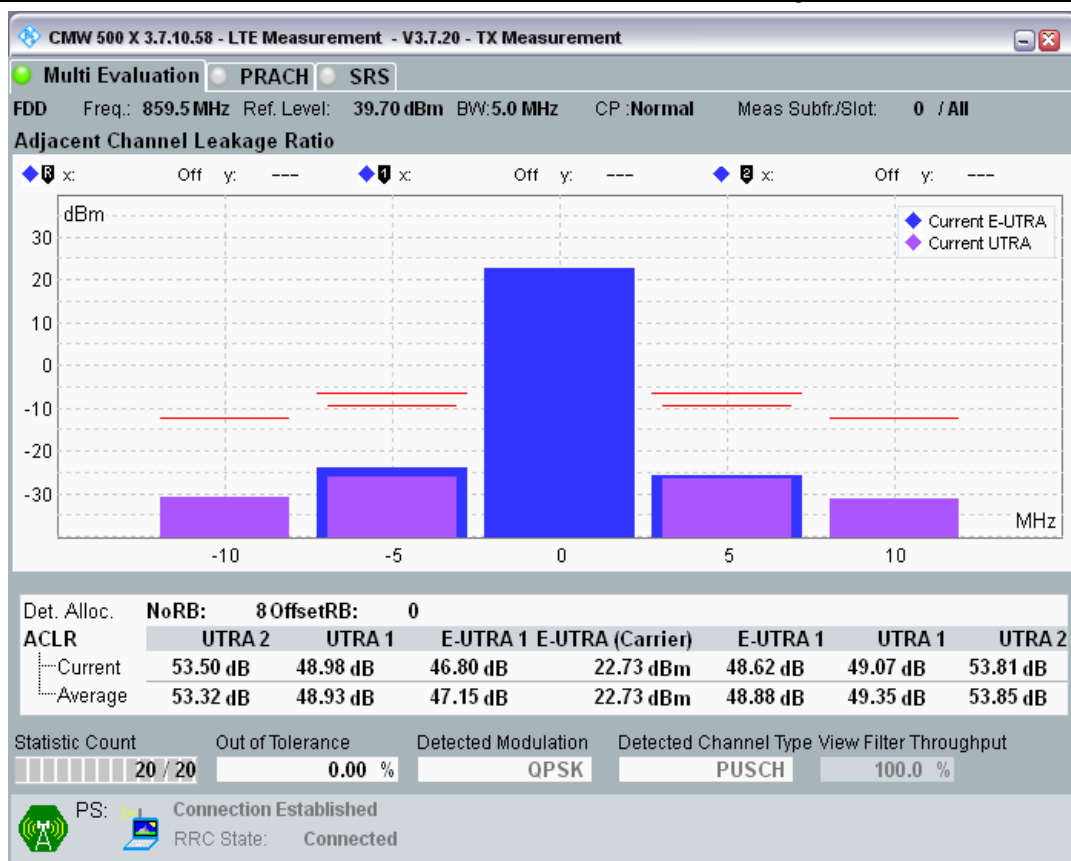 CMW 500 X 3.7.10.58 - LTE Measurement - V3.7.20 - TX Measurement
Multi Evaluation PRACH SRS
FDD Freq.: 859.5 MHz Ref. Level: 39.70 dBm BW:5.0 MHz CP :Normal Meas Subfr./Slot: 0 / All
Adjacent Channel Leakage Ratio
R x: Off y: --- 1 x: Off y: --- 2 x: Off y: ---
dBm
Current E-UTRA
Current UTRA
30
20
10
0
-10
-20
-30
MHz
-10 -5 0 5 10
Det. Alloc. NoRB: 8 OffsetRB: 0
ACLR UTRA 2 UTRA 1 E-UTRA 1 E-UTRA (Carrier) E-UTRA 1 UTRA 1 UTRA 2
Current 53.50 dB 48.98 dB 46.80 dB 22.73 dBm 48.62 dB 49.07 dB 53.81 dB
Average 53.32 dB 48.93 dB 47.15 dB 22.73 dBm 48.88 dB 49.35 dB 53.85 dB
Statistic Count Out of Tolerance Detected Modulation Detected Channel Type View Filter Throughput
20 / 20 0.00 % QPSK PUSCH 100.0 %
PS: Connection Established
RRC State: Connected